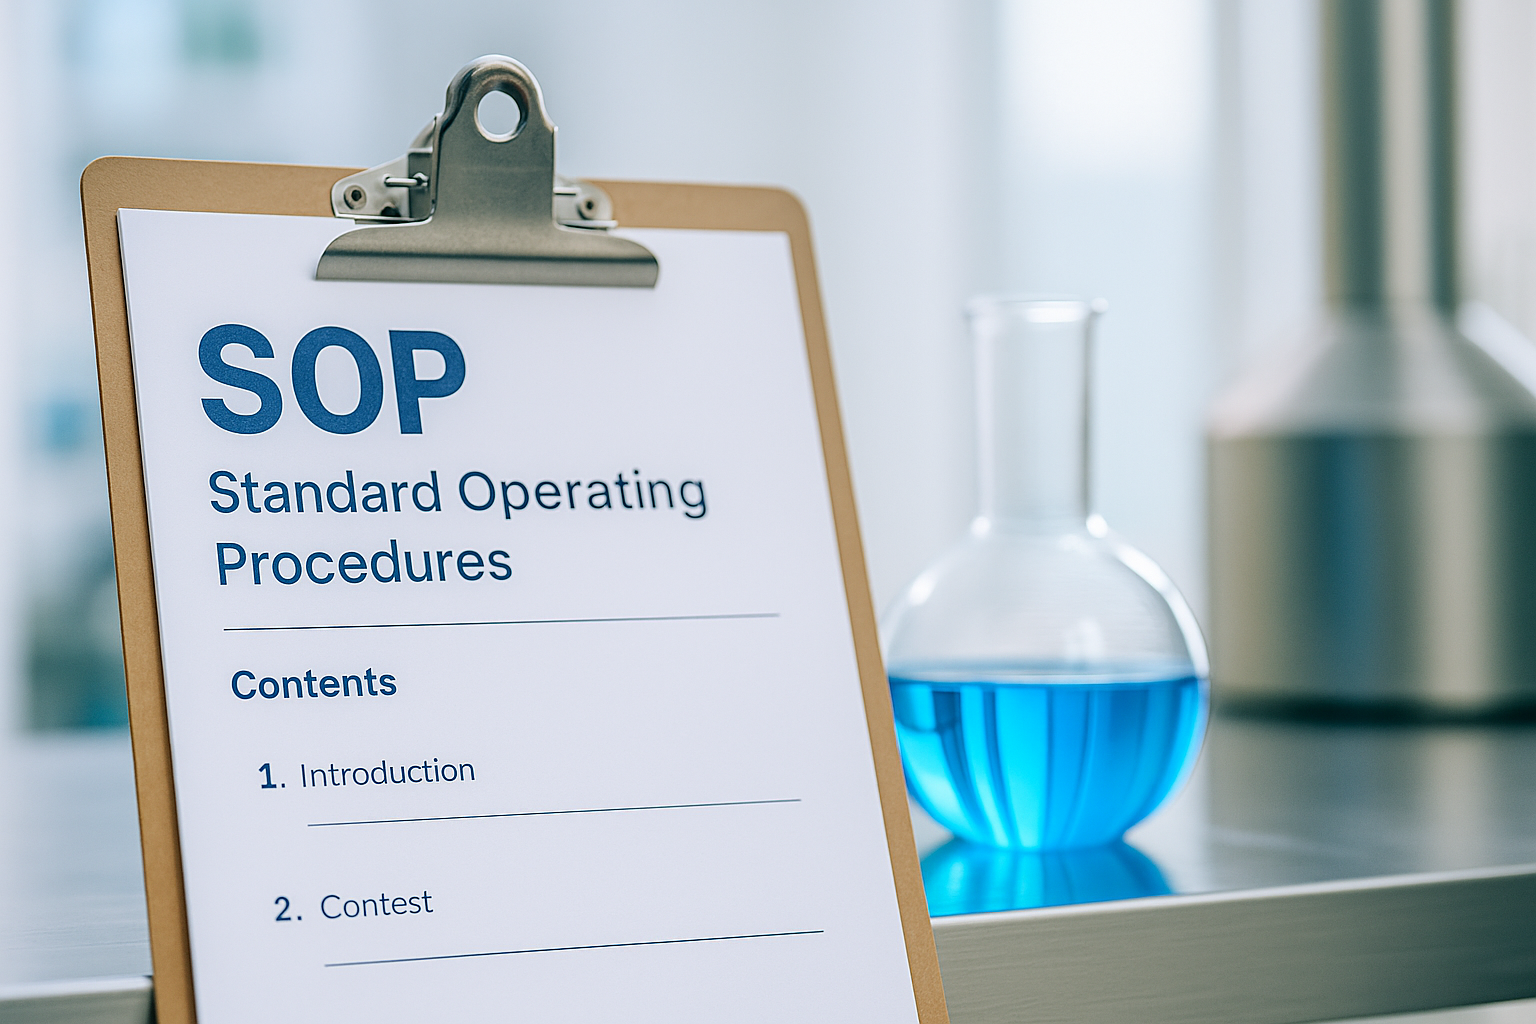 SOP
Standard Operating
Procedures
Contents
1. Introduction
2. Contest